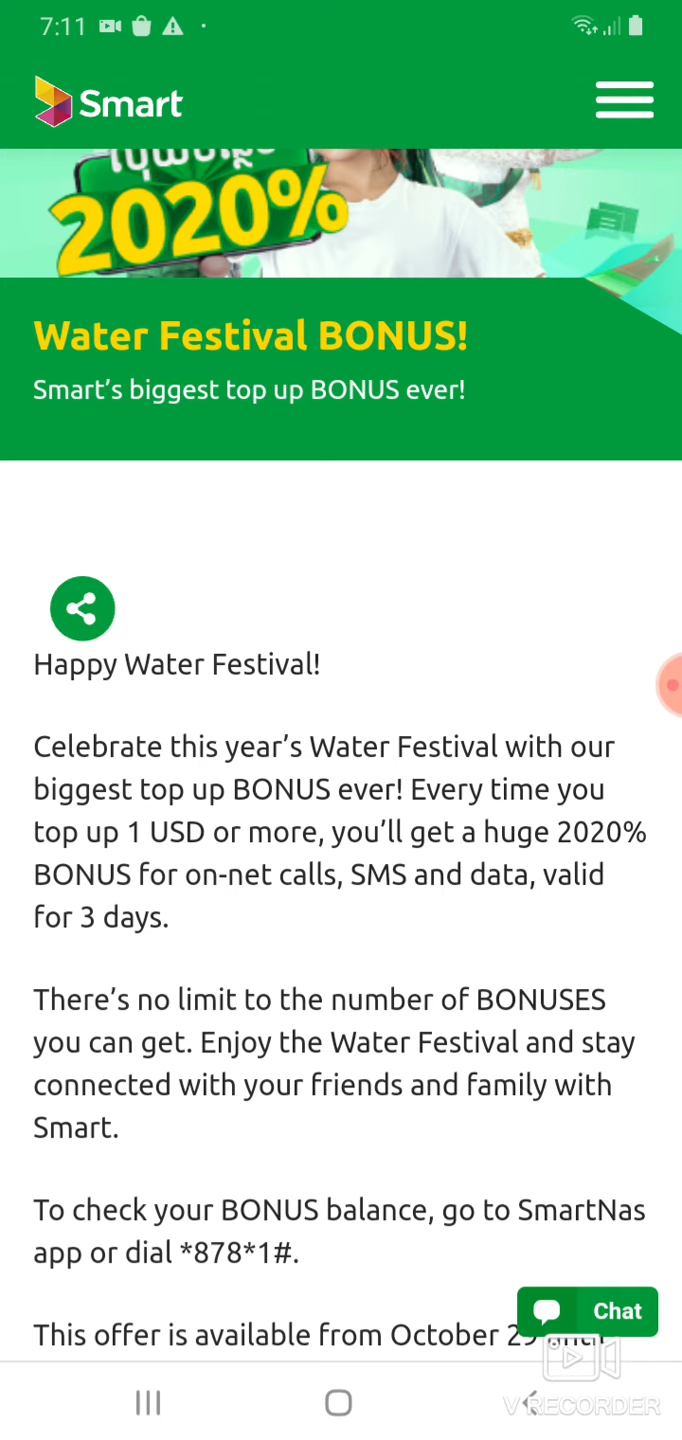 7:11
Smart
2020%
Water Festival BONUS!
Smart’s biggest top up BONUS ever!
Happy Water Festival!
Celebrate this year’s Water Festival with our
biggest top up BONUS ever! Every time you
top up 1 USD or more, you’ll get a huge 2020%
BONUS for on-net calls, SMS and data, valid
for 3 days.
There’s no limit to the number of BONUSES
you can get. Enjoy the Water Festival and stay
connected with your friends and family with
Smart.
To check your BONUS balance, go to SmartNas
app or dial *878*1#.
Chat
This offer is available from October 29 until
V RECORDER